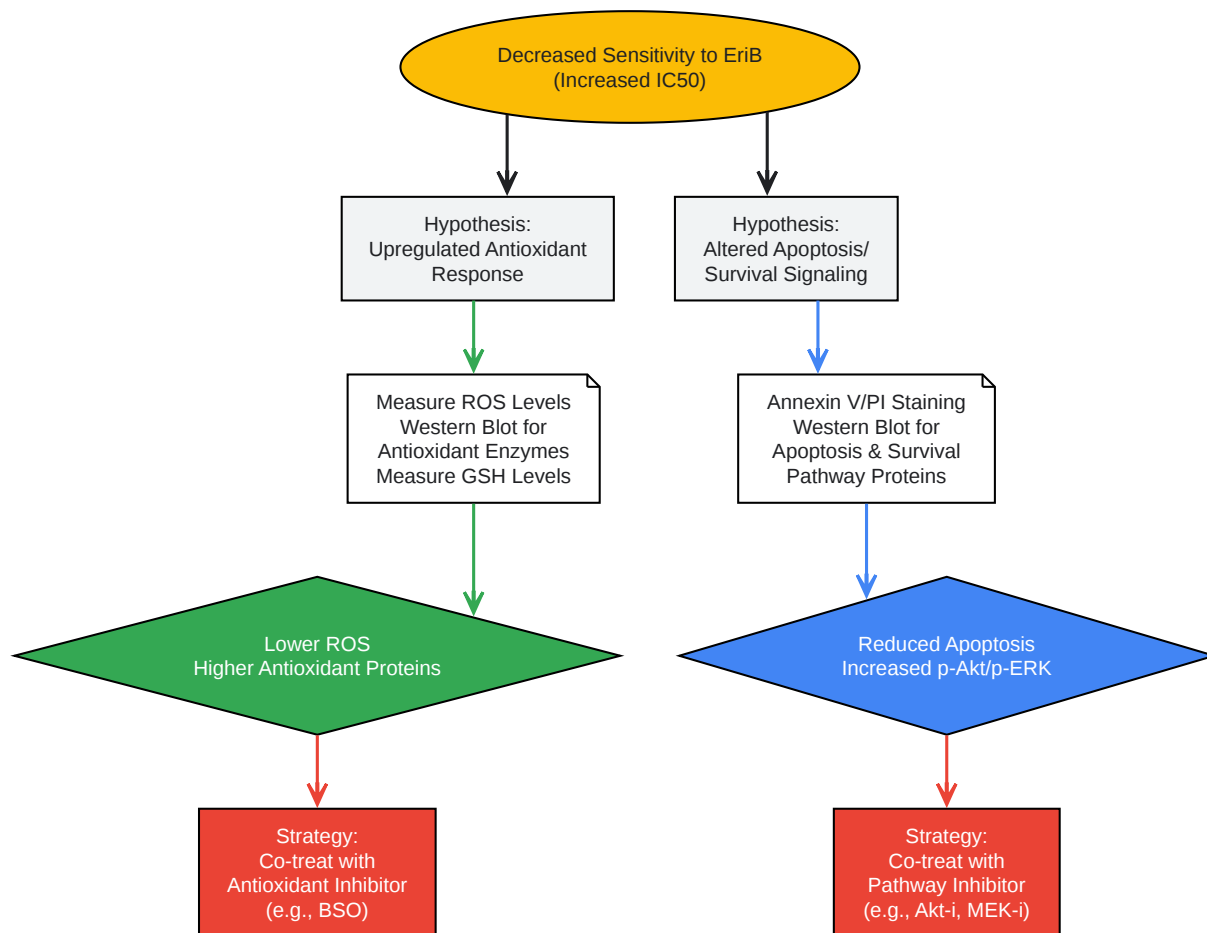 Decreased Sensitivity to EriB
(Increased IC50)
Hypothesis:
Upregulated Antioxidant
Response
Hypothesis:
Altered Apoptosis/
Survival Signaling
Measure ROS Levels
Western Blot for
Antioxidant Enzymes
Measure GSH Levels
Annexin V/PI Staining
Western Blot for
Apoptosis & Survival
Pathway Proteins
Lower ROS
Higher Antioxidant Proteins
Reduced Apoptosis
Increased p-Akt/p-ERK
Strategy:
Co-treat with
Antioxidant Inhibitor
(e.g., BSO)
Strategy:
Co-treat with
Pathway Inhibitor
(e.g., Akt-i, MEK-i)